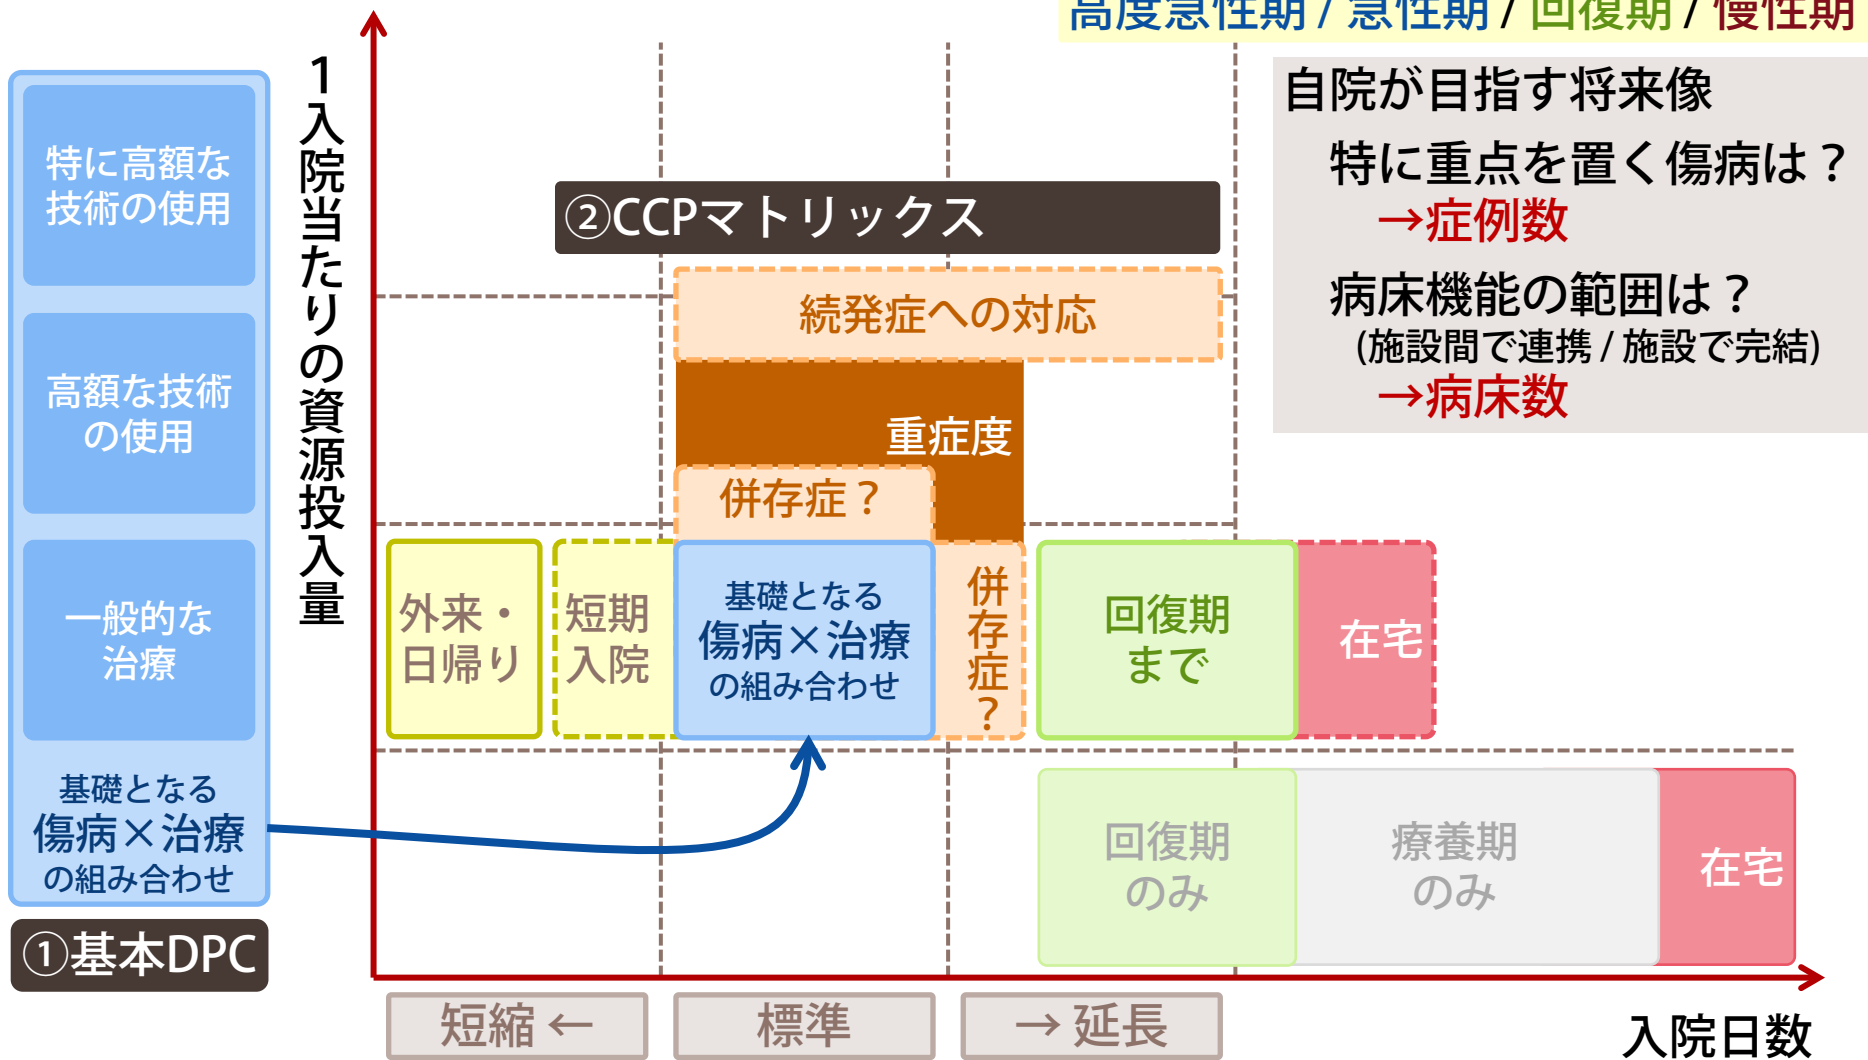 高度急性期 / 急性期 / 回復期 / 慢性期
自院が目指す将来像
特に重点を置く傷病は？
→症例数
病床機能の範囲は？
(施設間で連携 / 施設で完結)
→病床数
1入院当たりの資源投入量
特に高額な
技術の使用
高額な技術
の使用
一般的な
治療
基礎となる
傷病×治療
の組み合わせ
①基本DPC
②CCPマトリックス
続発症への対応
重症度
併存症？
外来・
日帰り
短期
入院
基礎となる
傷病×治療
の組み合わせ
併存症？
回復期
まで
在宅
回復期
のみ
療養期
のみ
在宅
短縮 ←
標準
→ 延長
入院日数